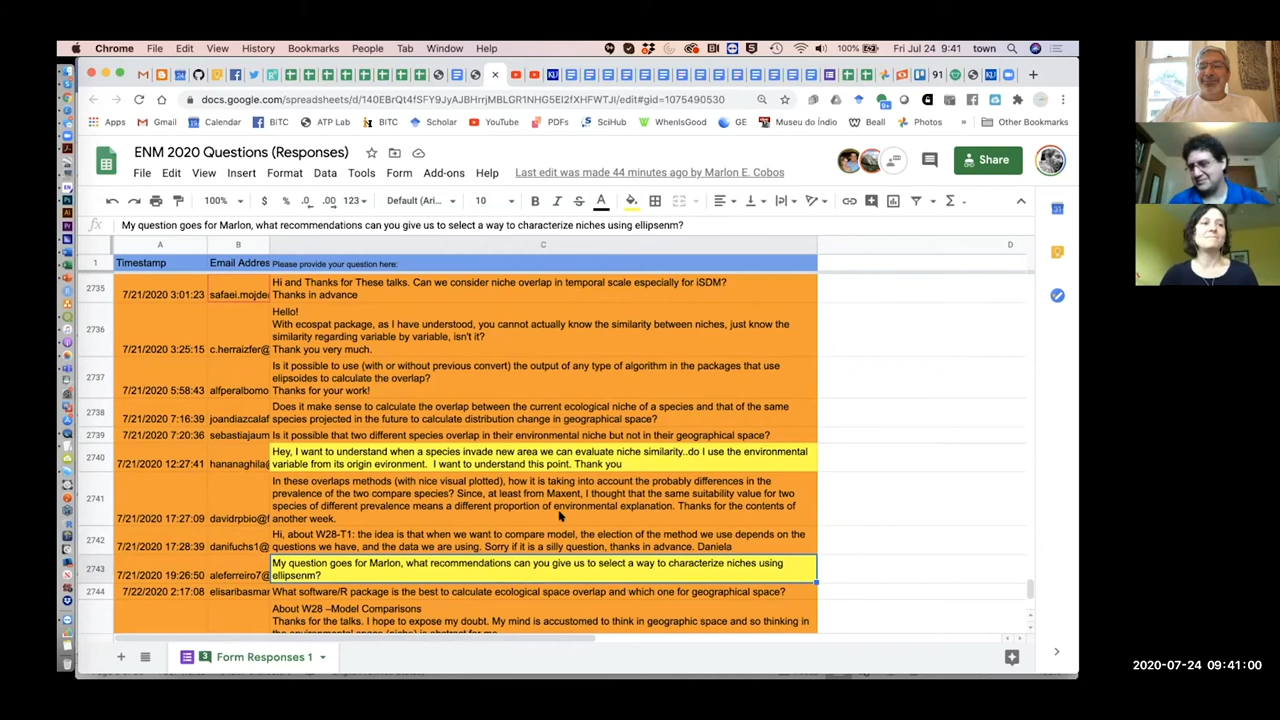 Chrome File Edit View History Bookmarks People Tab Window Help 100% Fri Jul 24 9:41 town
91
docs.google.com/spreadsheets/d/140EBrQt4fSFY9JyAJBHrrjMBLGR1NHG5EI2fXHFWTJI/edit#gid=1075490530
Apps Gmail Calendar BITC ATP Lab BITC Scholar YouTube PDFs SciHub WhenIsGood GE Museu do Índio Beall Photos » Other Bookmarks
ENM 2020 Questions (Responses)
Share
File Edit View Insert Format Data Tools Form Add-ons Help Last edit was made 44 minutes ago by Marlon E. Cobos
100% $ % .0 .00 123 Default (Ari... 10 B I S A
fx My question goes for Marlon, what recommendations can you give us to select a way to characterize niches using ellipsenm?
A B C D
1 Timestamp Email Addres Please provide your question here:
Hi and Thanks for These talks. Can we consider niche overlap in temporal scale especially for iSDM?
2735 7/21/2020 3:01:23 safaei.mojde Thanks in advance
Hello!
With ecospat package, as I have understood, you cannot actually know the similarity between niches, just know the
2736 similarity regarding variable by variable, isn't it?
7/21/2020 3:25:15 c.herraizfer@ Thank you very much.
Is it possible to use (with or without previous convert) the output of any type of algorithm in the packages that use
2737 elipsoides to calculate the overlap?
7/21/2020 5:58:43 alfperalbomo Thanks for your work!
Does it make sense to calculate the overlap between the current ecological niche of a species and that of the same
2738 7/21/2020 7:16:39 joandiazcalaf species projected in the future to calculate distribution change in geographical space?
2739 7/21/2020 7:20:36 sebastiajaum Is it possible that two different species overlap in their environmental niche but not in their geographical space?
Hey, I want to understand when a species invade new area we can evaluate niche similarity..do I use the environmental
2740 7/21/2020 12:27:41 hananaghila@ variable from its origin evironment. I want to understand this point. Thank you
In these overlaps methods (with nice visual plotted), how it is taking into account the probably differences in the
prevalence of the two compare species? Since, at least from Maxent, I thought that the same suitability value for two
2741 species of different prevalence means a different proportion of environmental explanation. Thanks for the contents of
7/21/2020 17:27:09 davidrpbio@ another week.
Hi, about W28-T1: the idea is that when we want to compare model, the election of the method we use depends on the
2742 7/21/2020 17:28:39 danifuchs1@ questions we have, and the data we are using. Sorry if it is a silly question, thanks in advance. Daniela
My question goes for Marlon, what recommendations can you give us to select a way to characterize niches using
2743 7/21/2020 19:26:50 aleferreiro7@ ellipsenm?
2744 7/22/2020 2:17:08 elisaribasmar What software/R package is the best to calculate ecological space overlap and which one for geographical space?
About W28 –Model Comparisons
Thanks for the talks. I hope to expose my doubt. My mind is accustomed to think in geographic space and so thinking in
3 Form Responses 1
2020-07-24 09:41:00